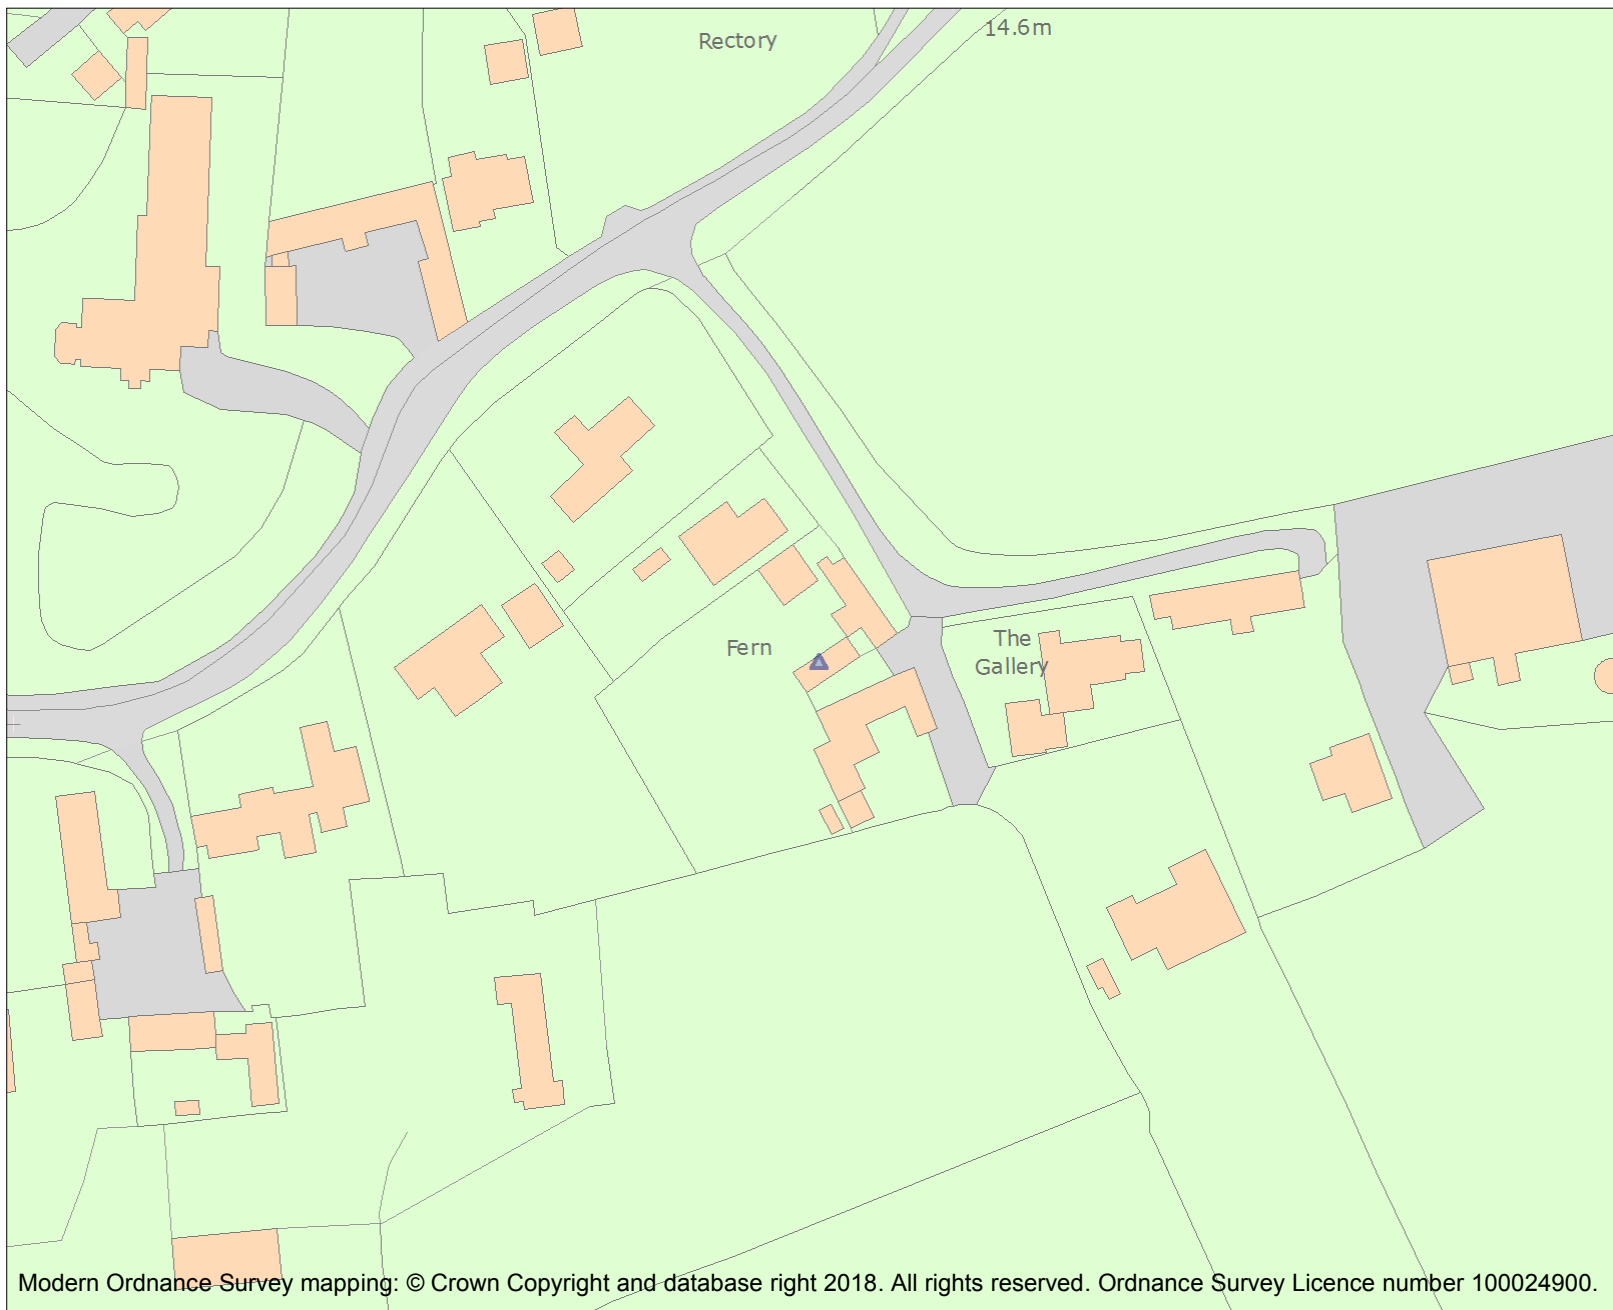 14.6m
Rectory
Fern
The
Gallery
Modern Ordnance Survey mapping: © Crown Copyright and database right 2018. All rights reserved. Ordnance Survey Licence number 100024900.